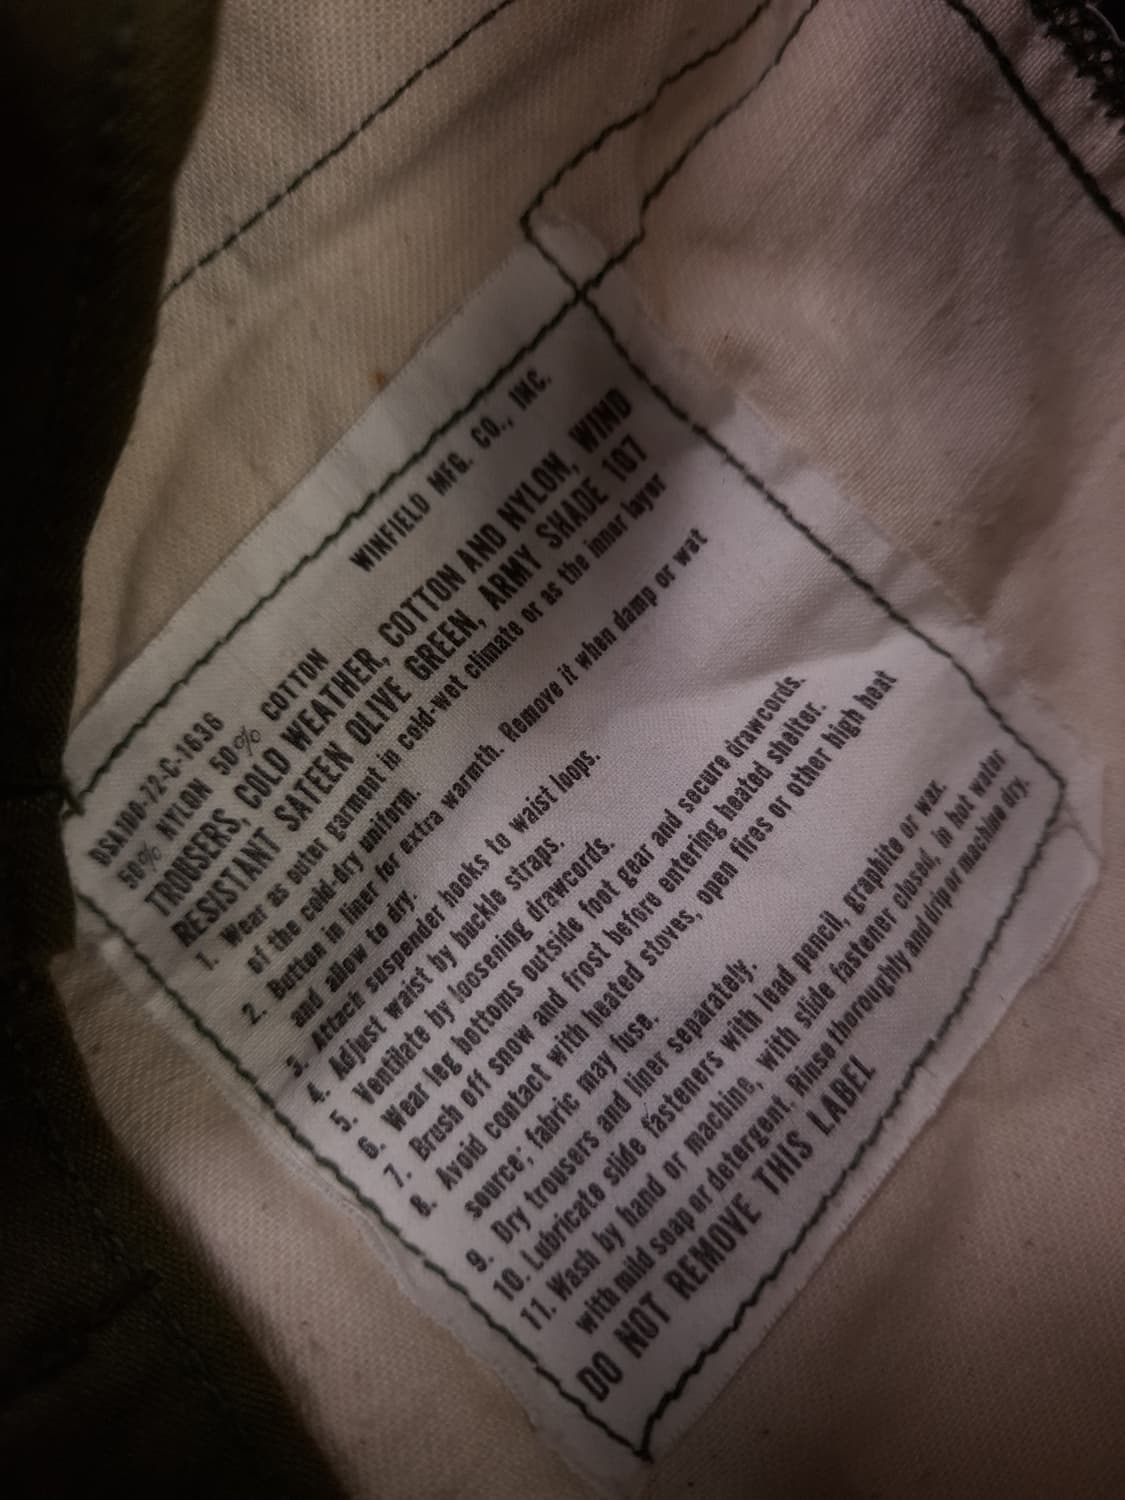 DSA100-72-C-1636 WINFIELD MFG. CO., INC.
50% NYLON 50% COTTON
TROUSERS, COLD WEATHER, COTTON AND NYLON, WIND
RESISTANT SATEEN OLIVE GREEN, ARMY SHADE 107
1. Wear as outer garment in cold-wet climate or as the inner layer
of the cold-dry uniform.
2. Button in liner for extra warmth. Remove it when damp or wet
and allow to dry.
3. Attach suspender hooks to waist loops.
4. Adjust waist by buckle straps.
5. Ventilate by loosening drawcords.
6. Wear leg bottoms outside foot gear and secure drawcords.
7. Brush off snow and frost before entering heated shelter.
8. Avoid contact with heated stoves, open fires or other high heat
source; fabric may fuse.
9. Dry trousers and liner separately.
10. Lubricate slide fasteners with lead pencil, graphite or wax.
11. Wash by hand or machine, with slide fastener closed, in hot water
with mild soap or detergent. Rinse thoroughly and drip or machine dry.
DO NOT REMOVE THIS LABEL